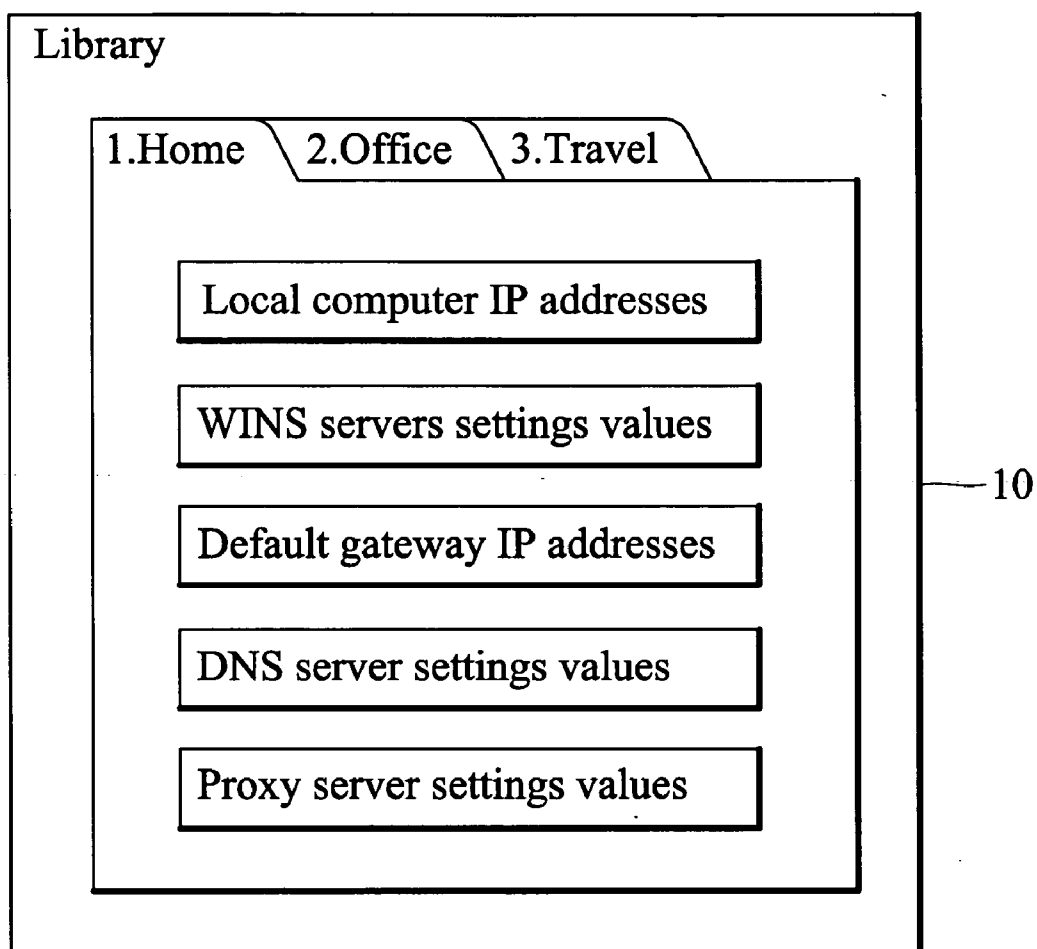 Library
1.Home 2.Office 3.Travel
Local computer IP addresses
WINS servers settings values
Default gateway IP addresses
10
DNS server settings values
Proxy server settings values